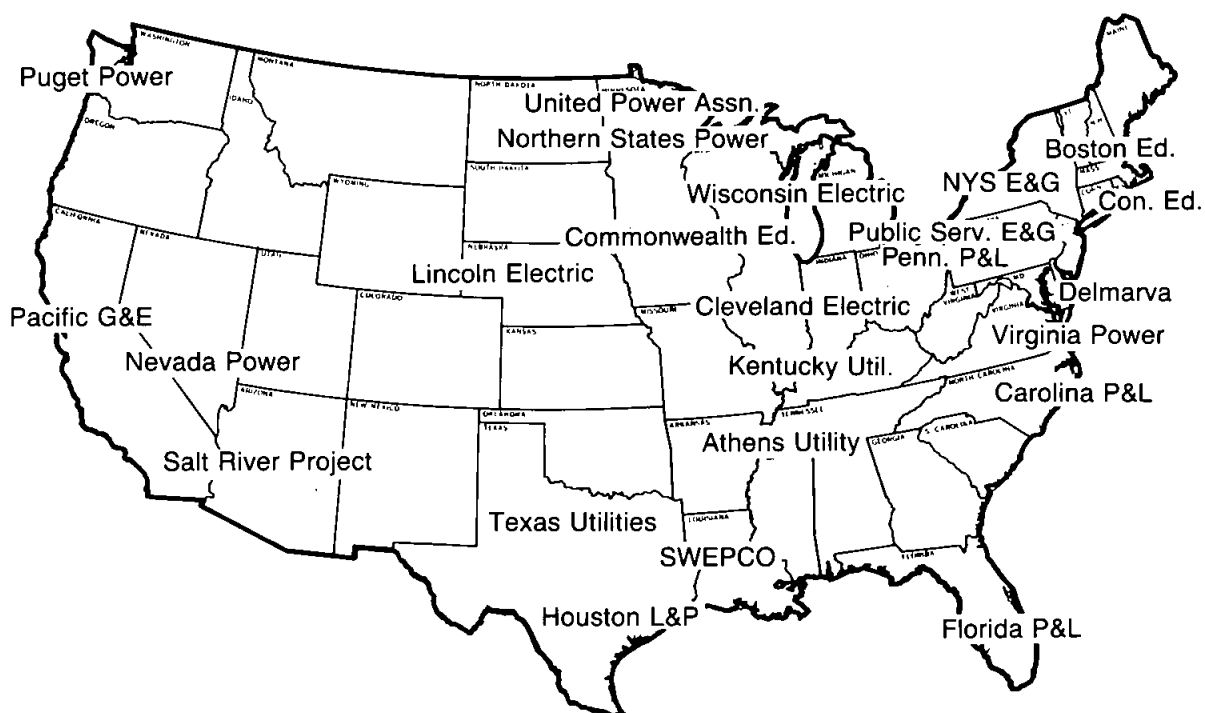 MAINE
WASHINGTON
MONTANA
Puget Power
NORTH DAKOTA
MINNESOTA
IDAHO
United Power Assn.
OREGON
Northern States Power
N.H.
Boston Ed.
SOUTH DAKOTA
MICHIGAN
MASS
WYOMING
NYS E&G
Wisconsin Electric
CONN
Con. Ed.
CALIFORNIA
NEVADA
Commonwealth Ed.
Public Serv. E&G
NEBRASKA
UTAH
INDIANA
OHIO
Penn. P&L
Lincoln Electric
MD
COLORADO
WEST VIRGINIA
Delmarva
MISSOURI
Cleveland Electric
VIRGINIA
Pacific G&E
KANSAS
Virginia Power
Nevada Power
Kentucky Util.
NORTH CAROLINA
ARIZONA
Carolina P&L
NEW MEXICO
OKLAHOMA
TENNESSEE
ARKANSAS
TEXAS
Athens Utility
GEORGIA
S. CAROLINA
Salt River Project
LOUISIANA
Texas Utilities
SWEPCO
FLORIDA
Houston L&P
Florida P&L